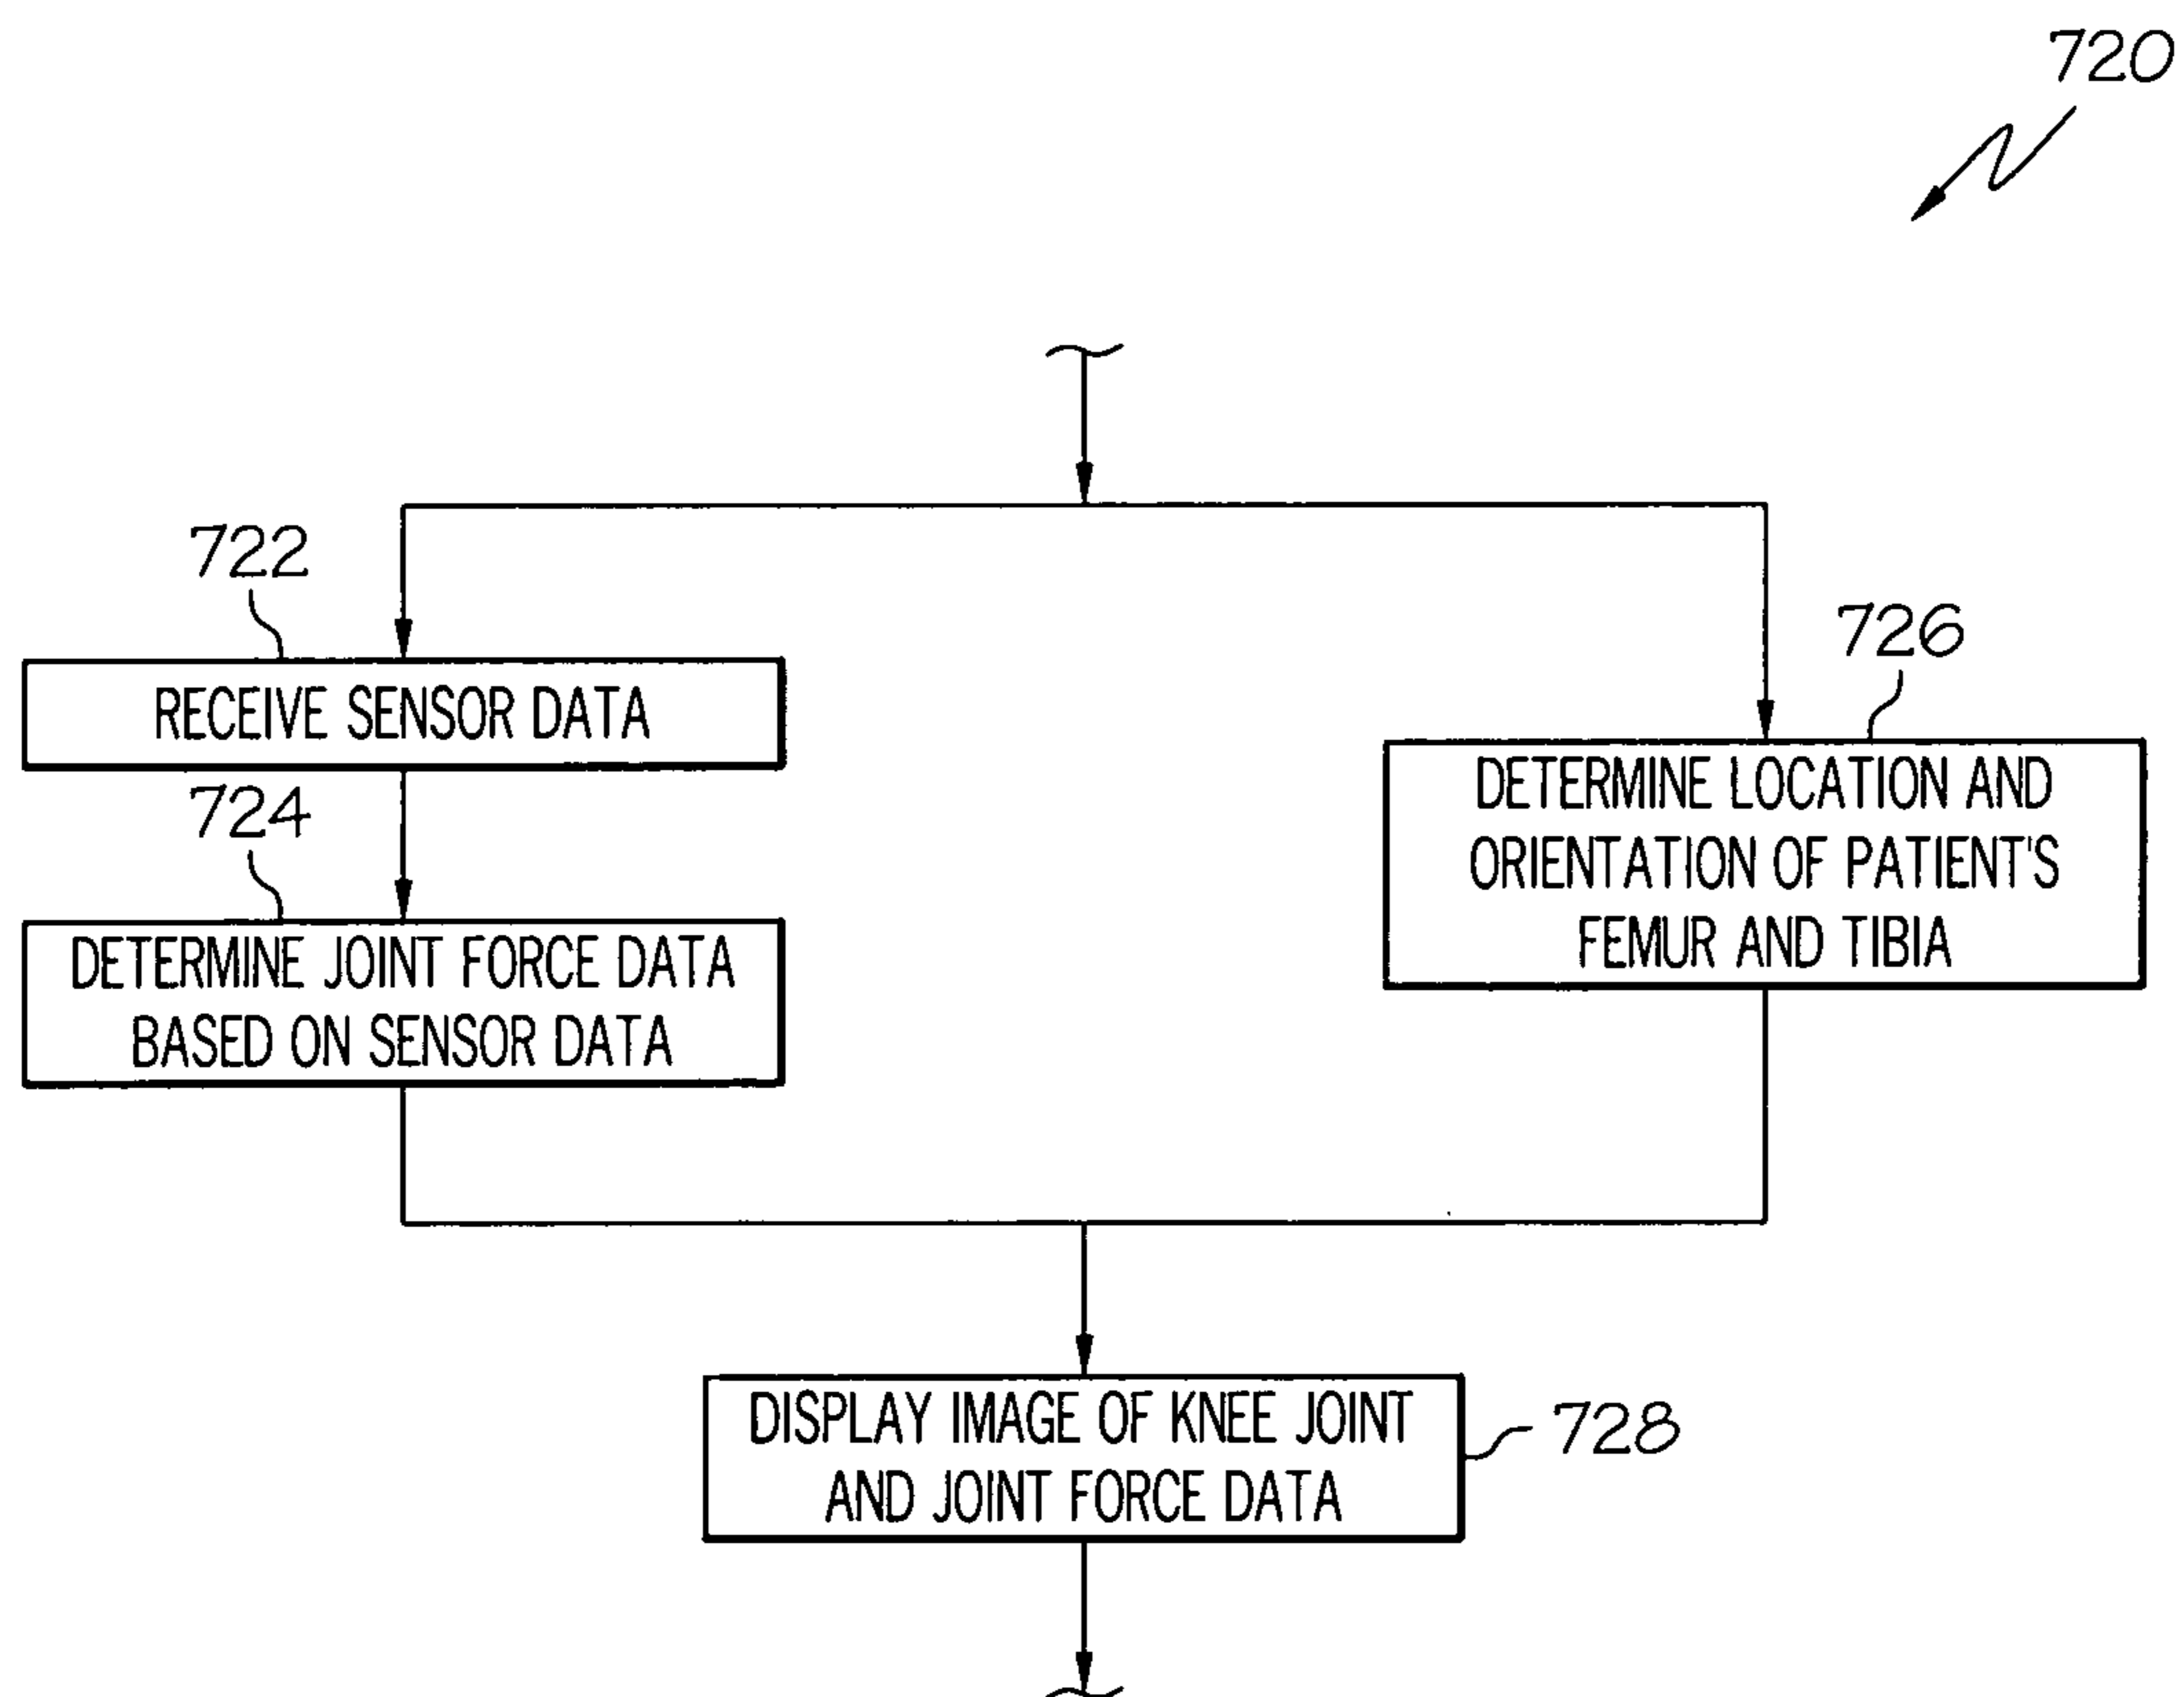 720
722
RECEIVE SENSOR DATA
724
DETERMINE JOINT FORCE DATA
BASED ON SENSOR DATA
726
DETERMINE LOCATION AND
ORIENTATION OF PATIENT'S
FEMUR AND TIBIA
DISPLAY IMAGE OF KNEE JOINT
AND JOINT FORCE DATA
728